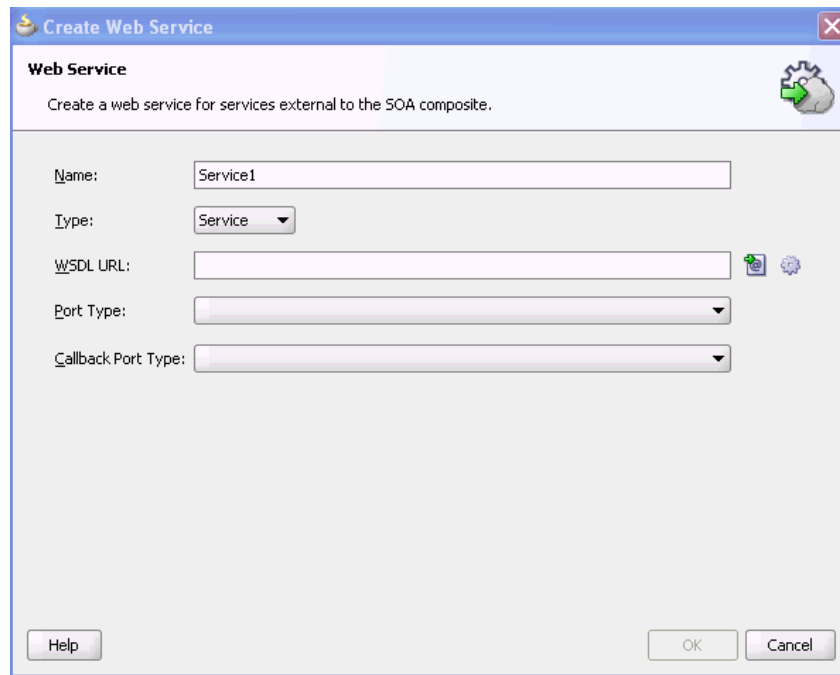 Create Web Service
Web Service
Create a web service for services external to the SOA composite.
Name: Service1
Type: Service
WSDL URL:
Port Type:
Callback Port Type:
Help OK Cancel